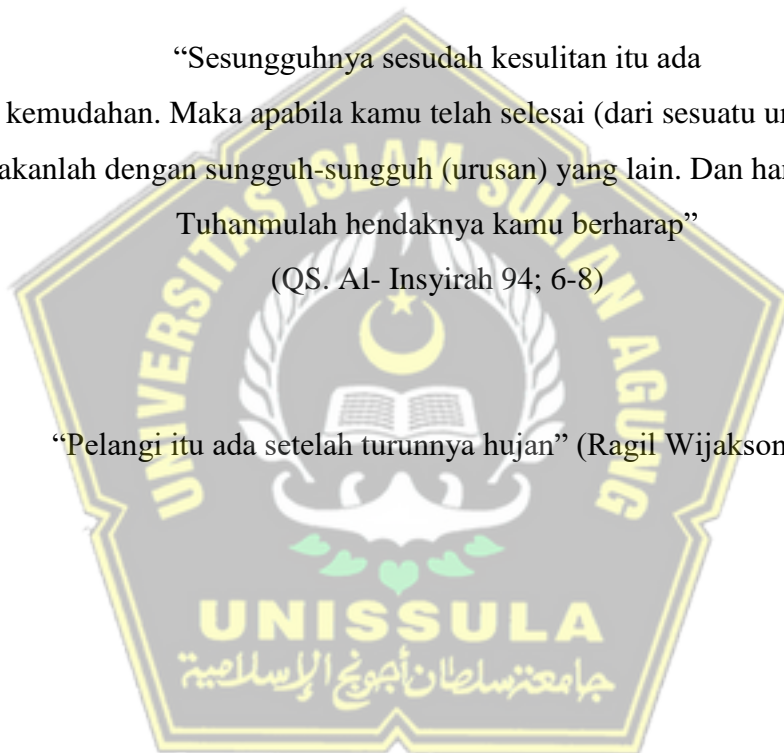 “Sesungguhnya sesudah kesulitan itu ada
kemudahan. Maka apabila kamu telah selesai (dari sesuatu
dengan sungguh-sungguh (urusan) yang lain. Dan
Tuhanmulah hendaknya kamu berharap”
(QS. Al- Insyirah 94; 6-8)
“Pelangi itu ada setelah turunnya hujan” (Ragil
UNIVERSITAS ISLAM SULTAN AGUNG
UNISSULA
جامعة سلطان أجونج الإسلامية